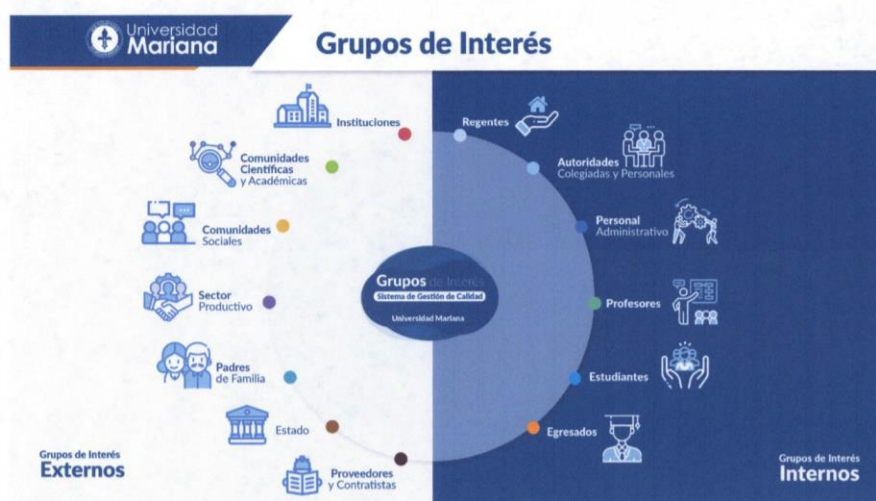 Universidad
Mariana
Grupos de Interés
Instituciones
Comunidades
Científicas
y Académicas
Comunidades
Sociales
Sector
Productivo
Padres
de Familia
Estado
Proveedores
y Contratistas
Grupos de Interés
Externos
Grupos de Interés
Sistema de Gestión de Calidad
Universidad Mariana
Regentes
Autoridades
Colegiadas y Personales
Personal
Administrativo
Profesores
Estudiantes
Egresados
Grupos de Interés
Internos